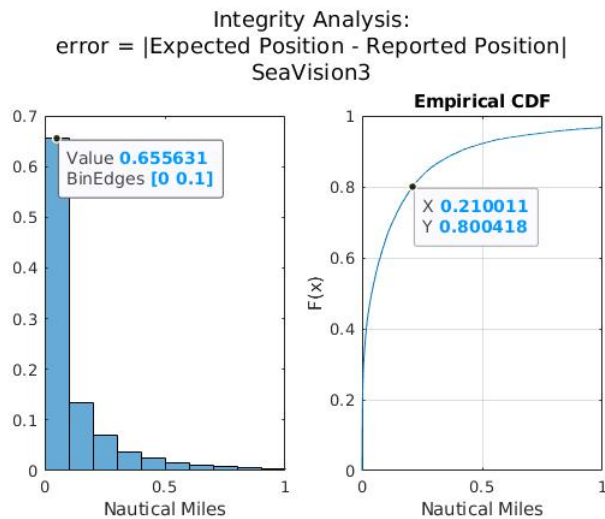 Integrity Analysis:
error = |Expected Position - Reported Position|
SeaVision3
0.7
0.6
0.5
0.4
0.3
0.2
0.1
0
Value 0.655631
BinEdges [0 0.1]
0
0.5
1
Nautical Miles
Empirical CDF
1
0.8
0.6
0.4
0.2
0
F(x)
X 0.210011
Y 0.800418
0
0.5
1
Nautical Miles